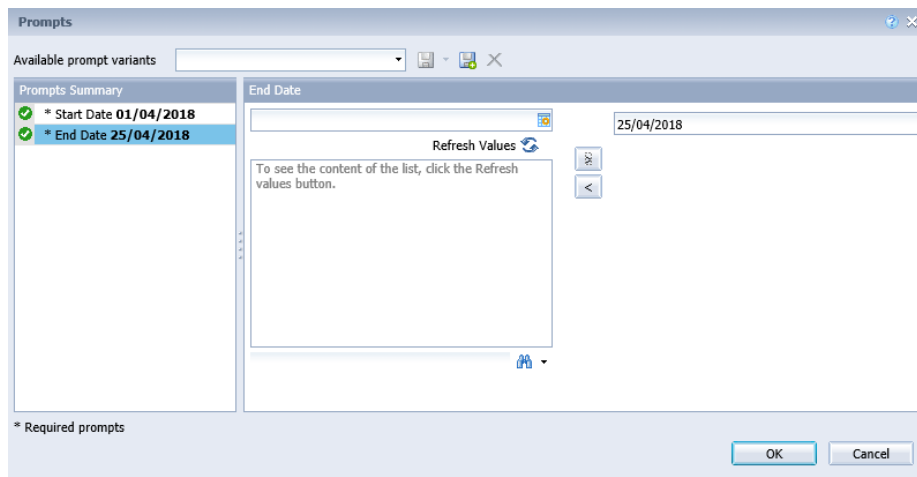 Prompts
Available prompt variants
Prompts Summary
* Start Date 01/04/2018
* End Date 25/04/2018
End Date
Refresh Values
To see the content of the list, click the Refresh
values button.
25/04/2018
<
* Required prompts
OK
Cancel